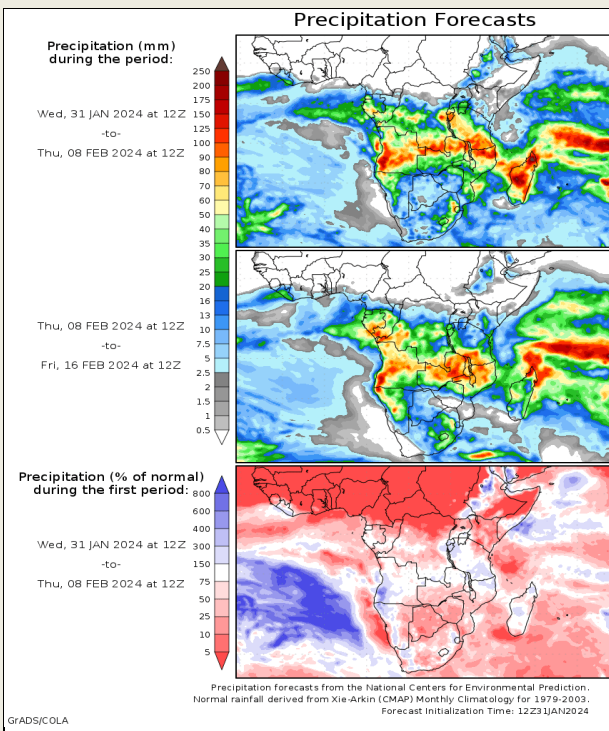 Precipitation Forecasts
Precipitation (mm)
during the period:
250
200
175
150
125
100
90
80
70
60
50
40
35
30
25
20
16
13
10
7.5
5
2.5
2
1.5
1
0.5
Wed, 31 JAN 2024 at 12Z
-to-
Thu, 08 FEB 2024 at 12Z
Thu, 08 FEB 2024 at 12Z
-to-
Fri, 16 FEB 2024 at 12Z
Precipitation (% of normal)
during the first period:
800
600
400
300
150
75
50
25
10
5
Wed, 31 JAN 2024 at 12Z
-to-
Thu, 08 FEB 2024 at 12Z
Precipitation forecasts from the National Centers for Environmental Prediction.
Normal rainfall derived from Xie-Arkin (CMAP) Monthly Climatology for 1979-2003.
Forecast Initialization Time: 12Z31JAN2024
GrADS/COLA